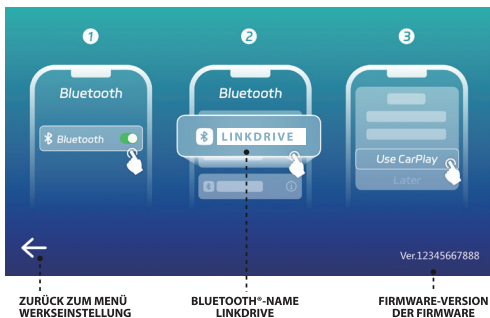 1
2
3
Bluetooth
Bluetooth
Bluetooth
LINKDRIVE
Use CarPlay
Later
Ver.12345667888
ZURÜCK ZUM MENÜ
WERKSEINSTELLUNG
BLUETOOTH®-NAME
LINKDRIVE
FIRMWARE-VERSION
DER FIRMWARE